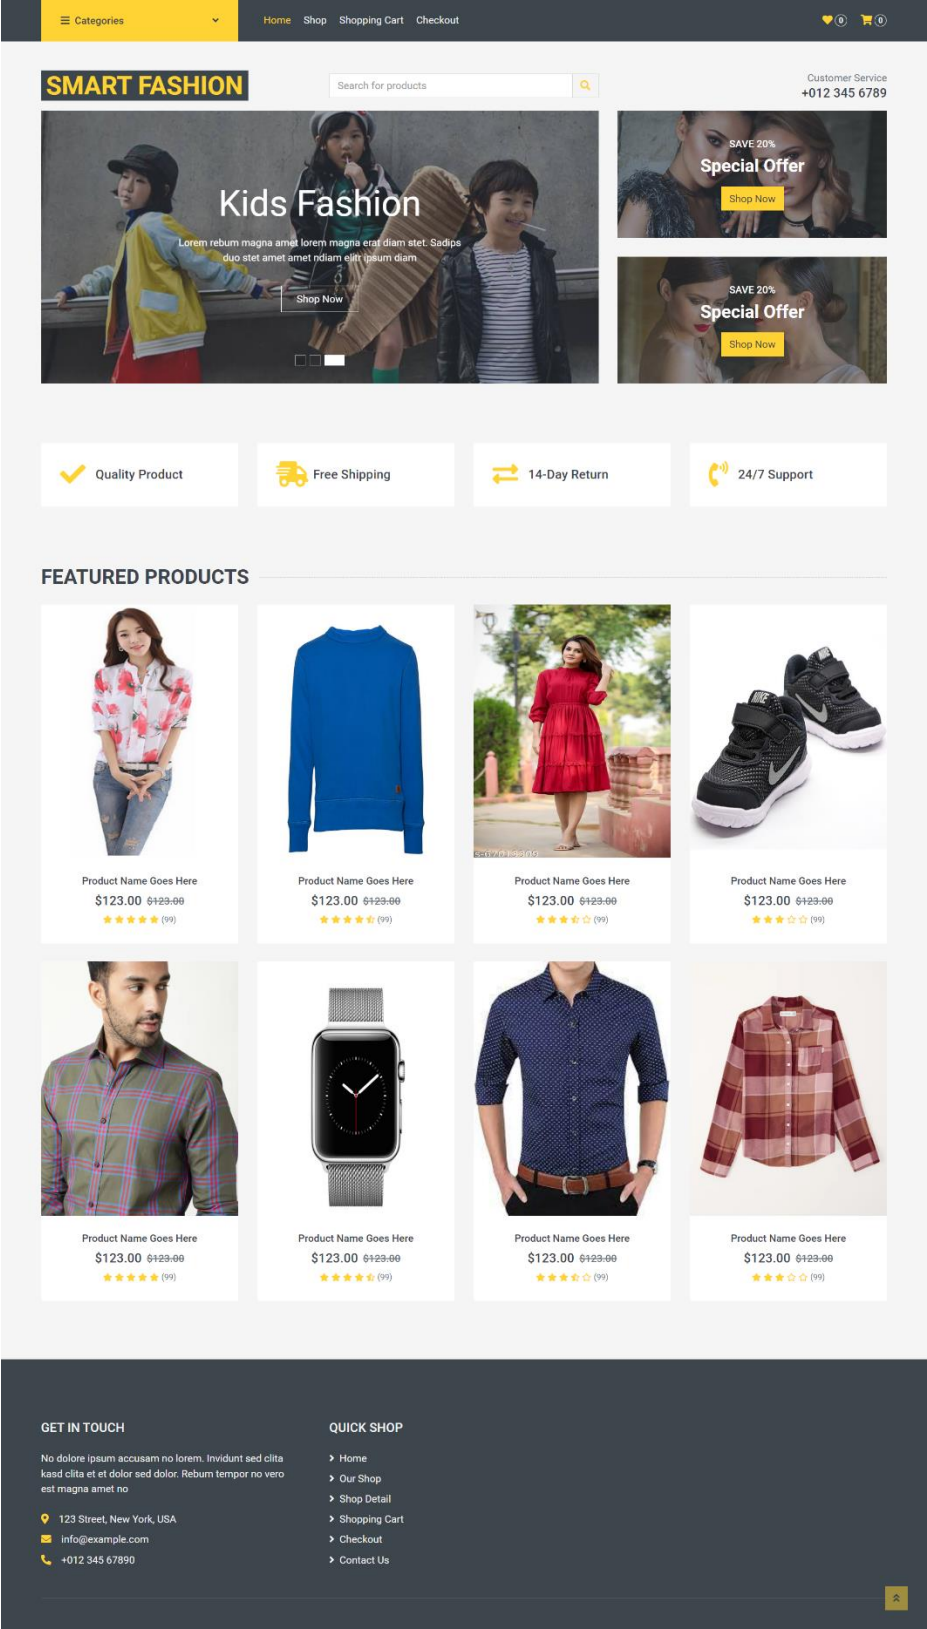 Categories
Home Shop Shopping Cart Checkout
0 0
SMART FASHION
Search for products
Customer Service
+012 345 6789
Kids Fashion
Lorem rebum magna amet lorem magna erat diam stet. Sadips
duo stet amet amet ndiam elitr ipsum diam
Shop Now
SAVE 20%
Special Offer
Shop Now
SAVE 20%
Special Offer
Shop Now
Quality Product
Free Shipping
14-Day Return
24/7 Support
FEATURED PRODUCTS
NIKE
Product Name Goes Here
$123.00 $123.00
(99)
Product Name Goes Here
$123.00 $123.00
(99)
Product Name Goes Here
$123.00 $123.00
(99)
Product Name Goes Here
$123.00 $123.00
(99)
Product Name Goes Here
$123.00 $123.00
(99)
Product Name Goes Here
$123.00 $123.00
(99)
Product Name Goes Here
$123.00 $123.00
(99)
Product Name Goes Here
$123.00 $123.00
(99)
GET IN TOUCH
No dolore ipsum accusam no lorem. Invidunt sed clita
kasd clita et et dolor sed dolor. Rebum tempor no vero
est magna amet no
123 Street, New York, USA
info@example.com
+012 345 67890
QUICK SHOP
Home
Our Shop
Shop Detail
Shopping Cart
Checkout
Contact Us